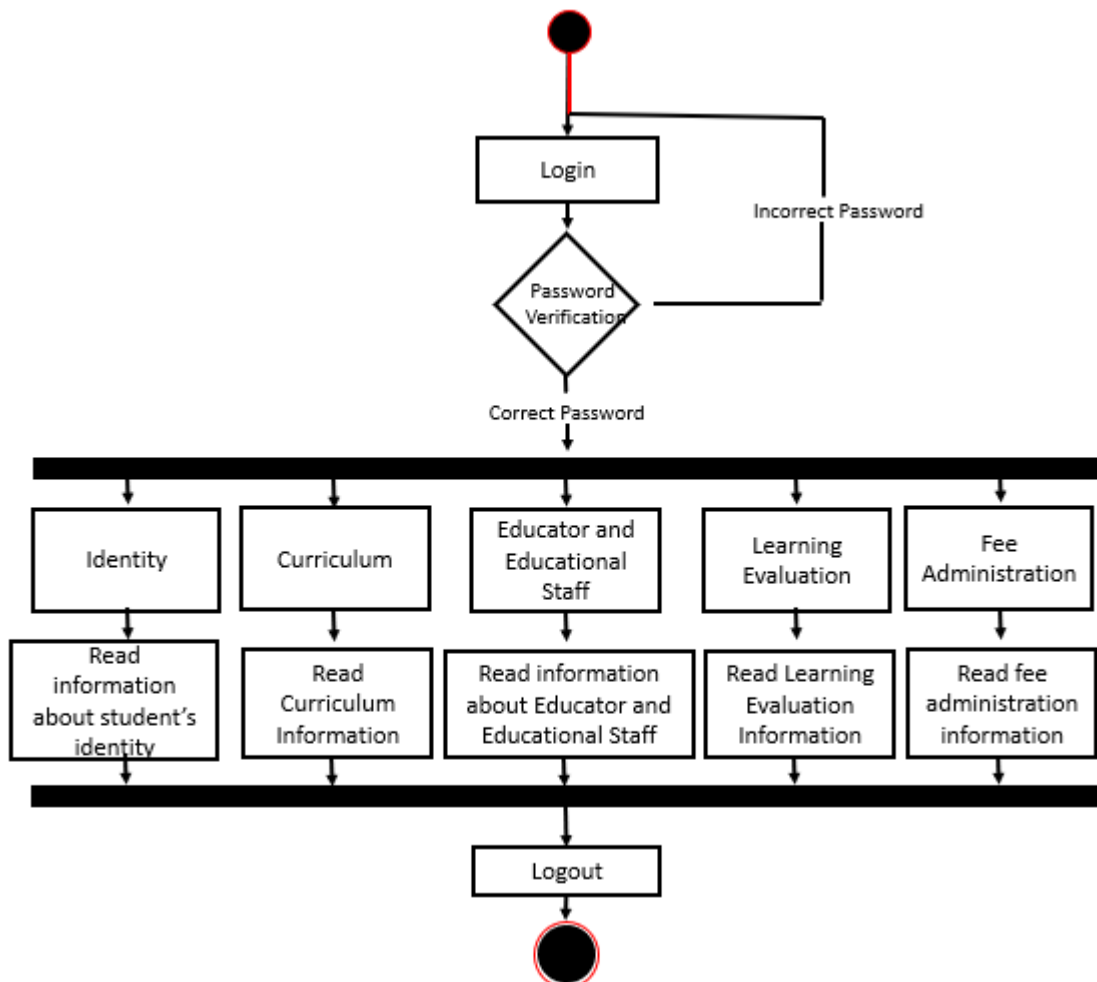 Login
Incorrect Password
Password
Verification
Correct Password
Identity
Curriculum
Educator and
Educational
Staff
Learning
Evaluation
Fee
Administration
Read
information
about student’s
identity
Read
Curriculum
Information
Read information
about Educator and
Educational Staff
Read Learning
Evaluation
Information
Read fee
administration
information
Logout